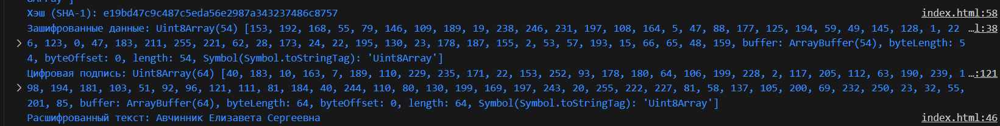 Хэш (SHA-1): e19bd47c9c487c5eda56e2987a343237486c8757 index.html:58
Зашифрованные данные: Uint8Array(54) [153, 192, 168, 55, 79, 146, 109, 189, 19, 238, 246, 231, 197, 108, 164, 5, 47, 88, 177, 125, 194, 59, 49, 145, 128, 1, 22 …l:38
> 6, 123, 0, 47, 183, 211, 255, 221, 62, 28, 173, 24, 22, 195, 130, 23, 178, 187, 155, 2, 53, 57, 193, 15, 66, 65, 48, 159, buffer: ArrayBuffer(54), byteLength: 5
4, byteOffset: 0, length: 54, Symbol(Symbol.toStringTag): 'Uint8Array']
Цифровая подпись: Uint8Array(64) [40, 183, 10, 163, 7, 189, 110, 229, 235, 171, 22, 153, 252, 93, 178, 180, 64, 106, 199, 228, 2, 117, 205, 112, 63, 190, 239, 1 …:121
> 98, 194, 181, 103, 51, 92, 96, 121, 111, 81, 184, 40, 244, 110, 80, 130, 199, 169, 197, 243, 20, 255, 222, 227, 81, 58, 137, 105, 200, 69, 232, 250, 23, 32, 55,
201, 85, buffer: ArrayBuffer(64), byteLength: 64, byteOffset: 0, length: 64, Symbol(Symbol.toStringTag): 'Uint8Array']
Расшифрованный текст: Авчинник Елизавета Сергеевна index.html:46